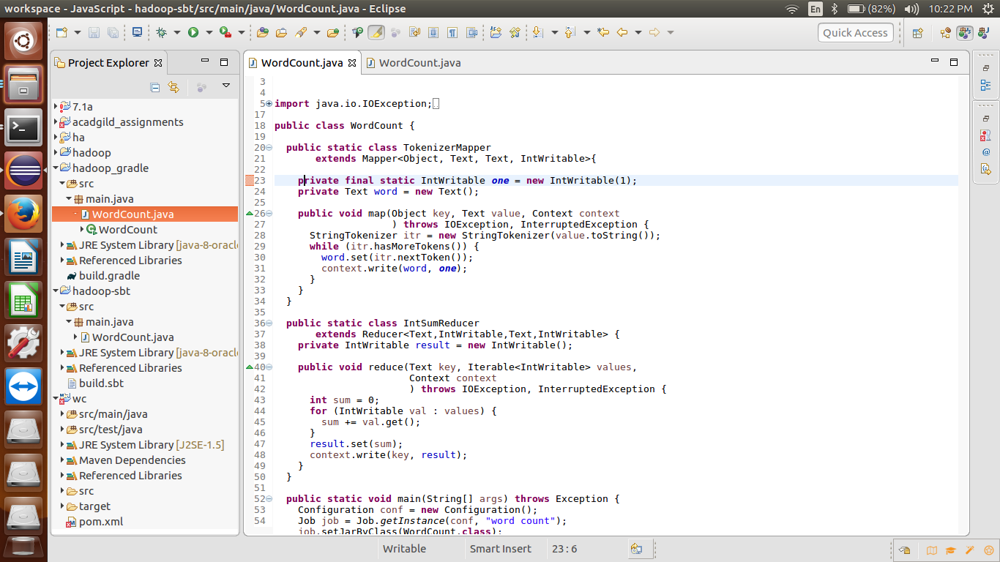 workspace - JavaScript - hadoop-sbt/src/main/java/WordCount.java - Eclipse
En
(82%)
10:22 PM
Quick Access
Project Explorer
7.1a
acadgild_assignments
ha
hadoop
hadoop_gradle
src
main.java
WordCount.java
WordCount
JRE System Library [java-8-oracl
Referenced Libraries
build.gradle
hadoop-sbt
src
main.java
WordCount.java
JRE System Library [java-8-oracl
Referenced Libraries
build.sbt
wc
src/main/java
src/test/java
JRE System Library [J2SE-1.5]
Maven Dependencies
Referenced Libraries
src
target
pom.xml
WordCount.java
WordCount.java
3
4
5 import java.io.IOException;
17
18 public class WordCount {
19
20 public static class TokenizerMapper
21 extends Mapper<Object, Text, Text, IntWritable>{
22
23 private final static IntWritable one = new IntWritable(1);
24 private Text word = new Text();
25
26 public void map(Object key, Text value, Context context
27 ) throws IOException, InterruptedException {
28 StringTokenizer itr = new StringTokenizer(value.toString());
29 while (itr.hasMoreTokens()) {
30 word.set(itr.nextToken());
31 context.write(word, one);
32 }
33 }
34 }
35
36 public static class IntSumReducer
37 extends Reducer<Text,IntWritable,Text,IntWritable> {
38 private IntWritable result = new IntWritable();
39
40 public void reduce(Text key, Iterable<IntWritable> values,
41 Context context
42 ) throws IOException, InterruptedException {
43 int sum = 0;
44 for (IntWritable val : values) {
45 sum += val.get();
46 }
47 result.set(sum);
48 context.write(key, result);
49 }
50 }
51
52 public static void main(String[] args) throws Exception {
53 Configuration conf = new Configuration();
54 Job job = Job.getInstance(conf, "word count");
job.setJarByClass(WordCount.class);
Writable
Smart Insert
23 : 6